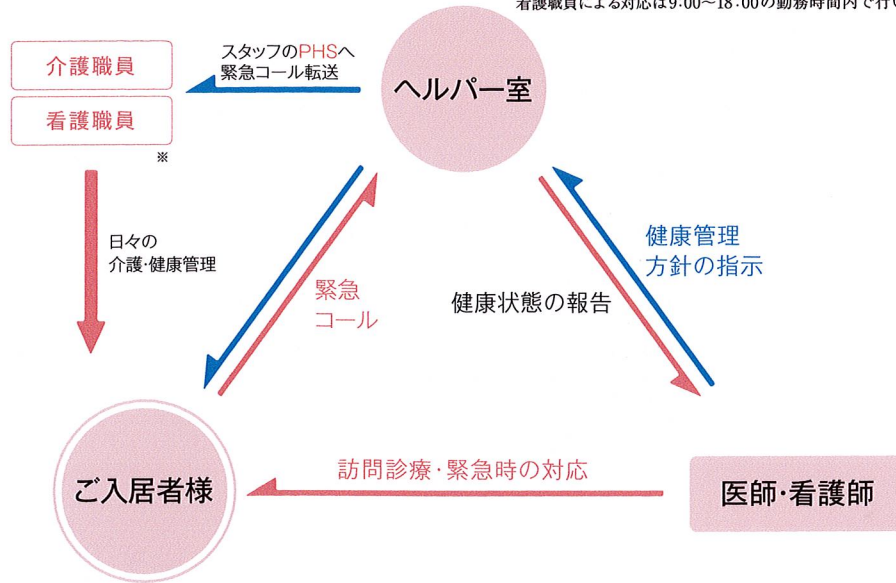 看護職員による対応は9:00~18:00の勤務時間内で行い
介護職員
看護職員
※
スタッフのPHSへ
緊急コール転送
ヘルパー室
日々の
介護・健康管理
緊急
コール
健康状態の報告
健康管理
方針の指示
ご入居者様
訪問診療・緊急時の対応
医師・看護師